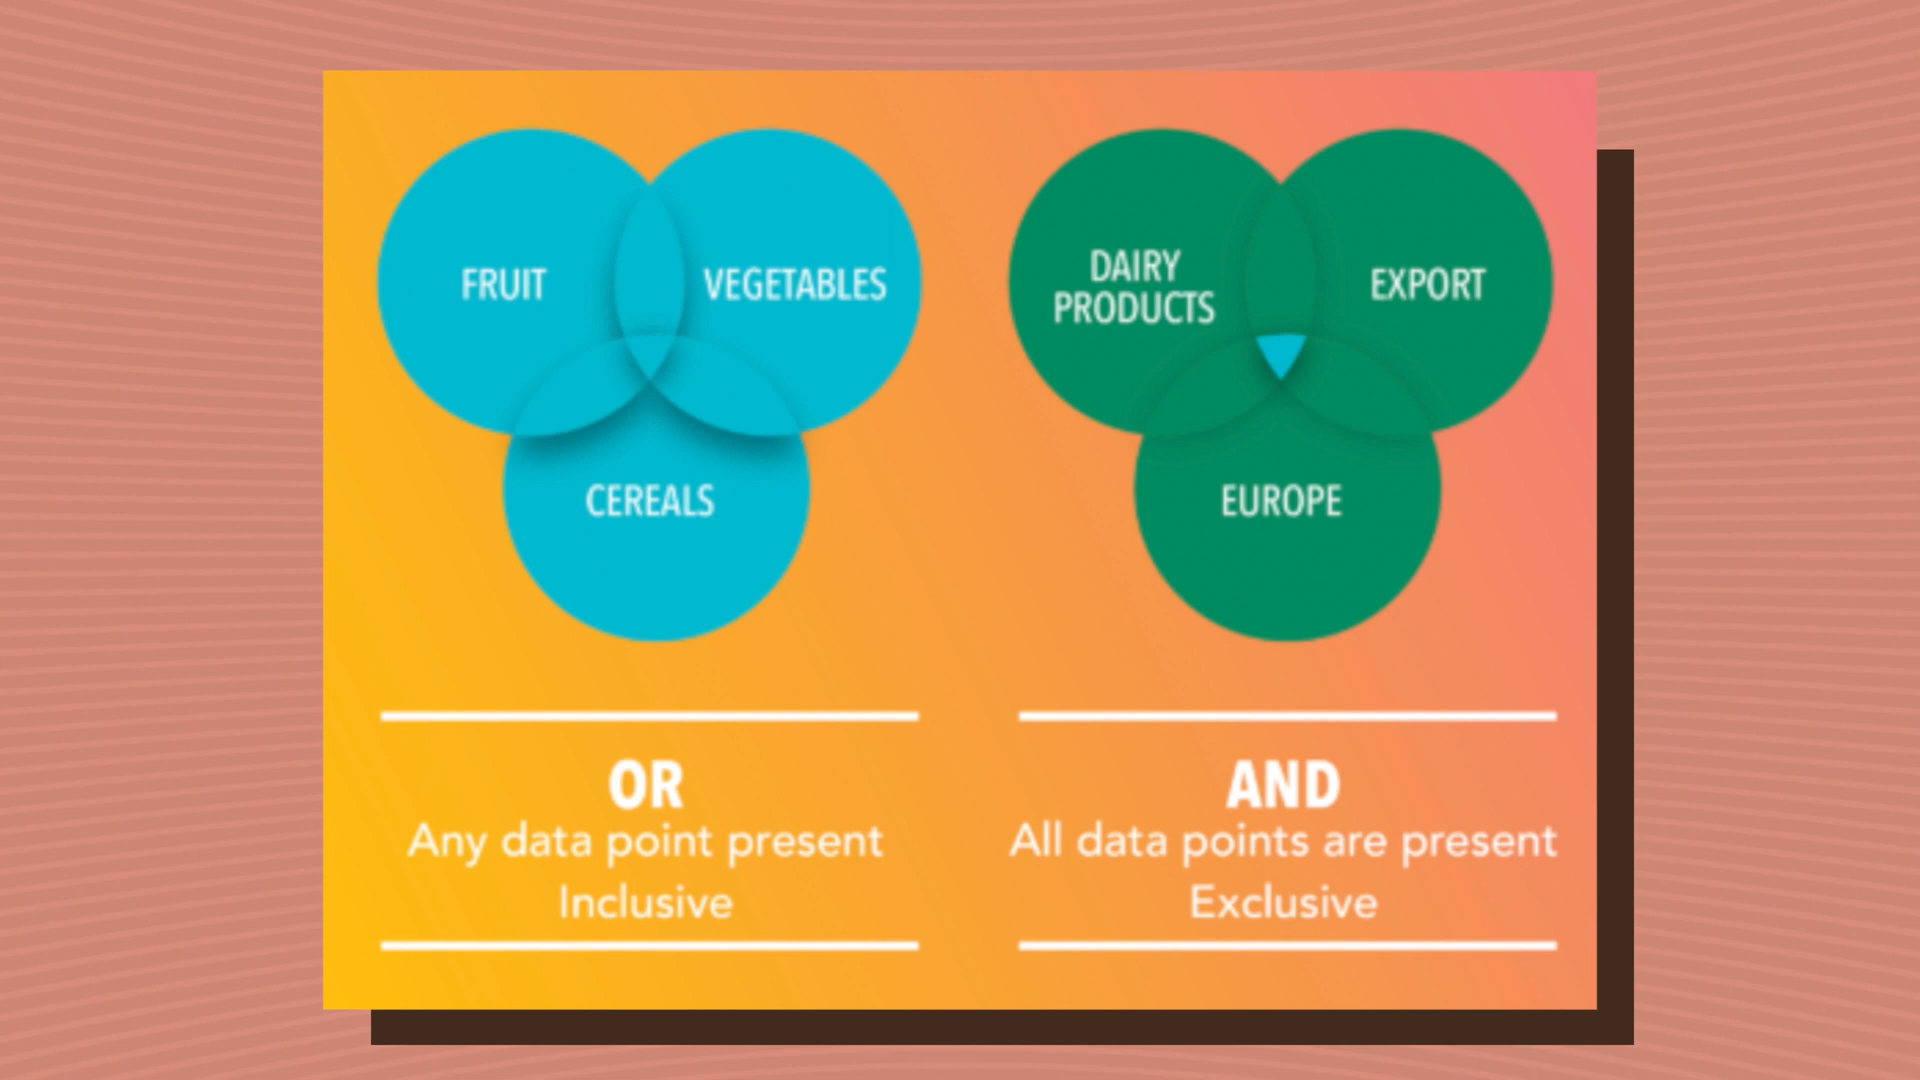 FRUIT
VEGETABLES
CEREALS
DAIRY
PRODUCTS
EXPORT
EUROPE
OR
Any data point present
Inclusive
AND
All data points are present
Exclusive